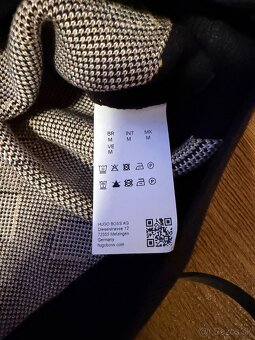 BR INT MX
M M M
VE
M
HUGO BOSS AG
Dieselstrasse 12
72555 Metzingen
Germany
hugoboss.com